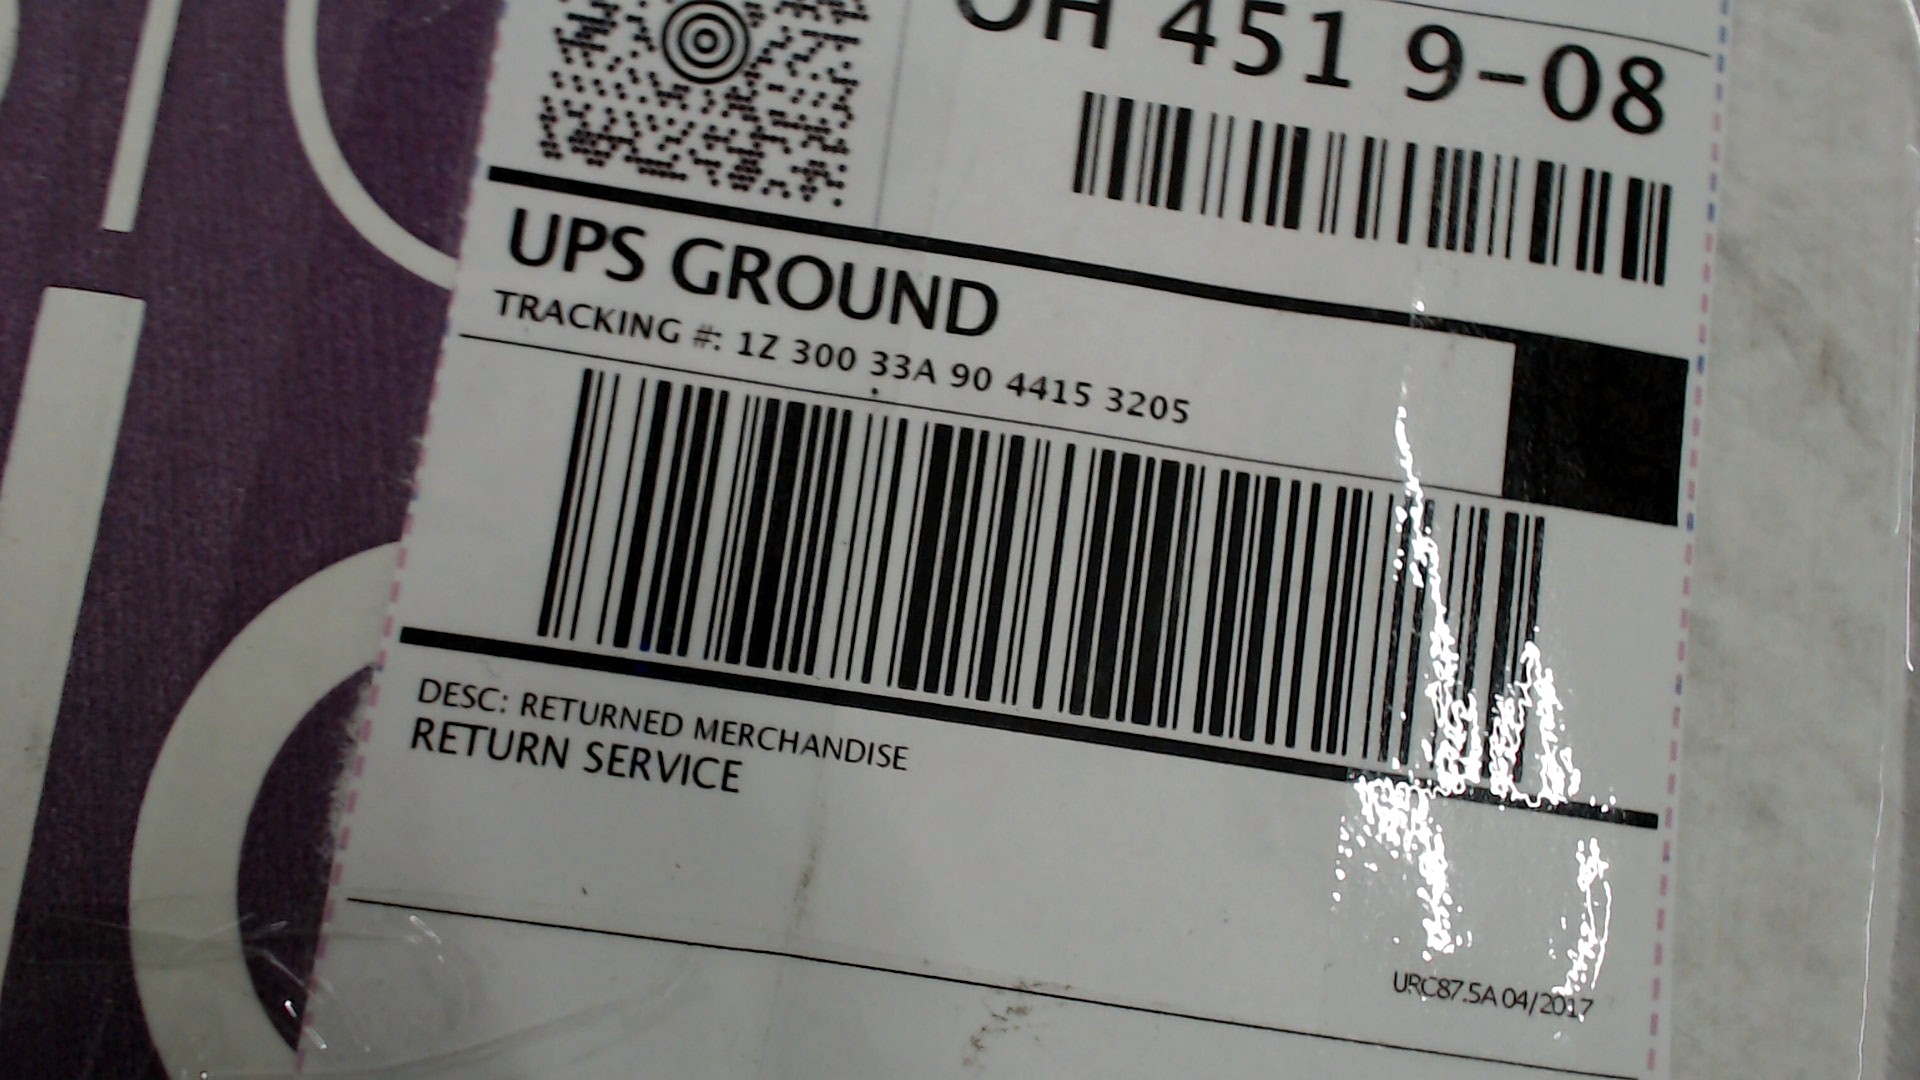 OH 451 9-08
UPS GROUND
TRACKING #: 1Z 300 33A 90 4415 3205
DESC: RETURNED MERCHANDISE
RETURN SERVICE
URC87.5A 04/2017